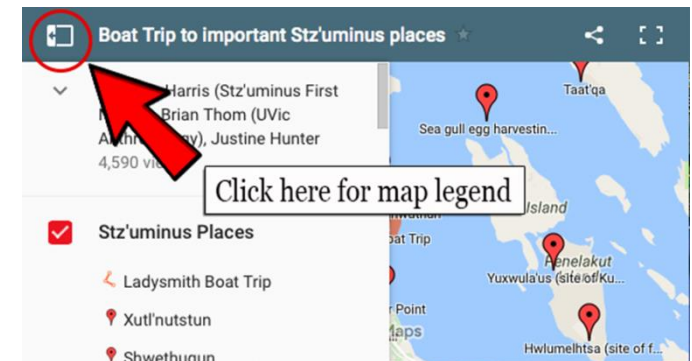 Boat Trip to important Stz'uminus places
Harris (Stz'uminus First
Brian Thom (UVic
Justine Hunter
4,590
Click here for map legend
Stz'uminus Places
Ladysmith Boat Trip
Xutl'nutstun
Shwethuqun
Taat'qa
Sea gull egg harvestin...
Island
Boat Trip
Penelakut
Yuxwula'us (site of Ku...
Point
Hwlumelhtsa (site of f...